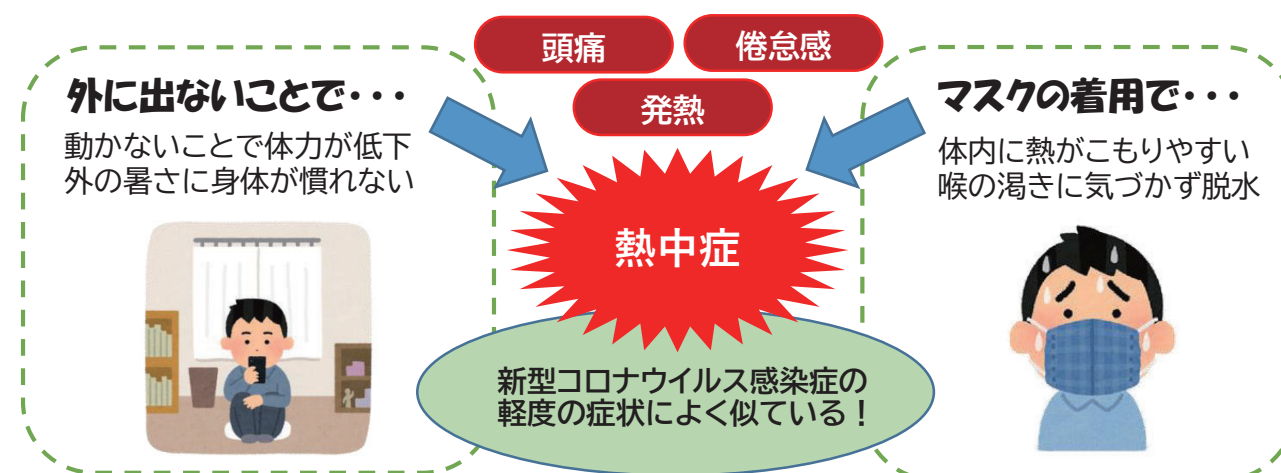 頭痛
倦怠感
発熱
外に出ないことで・・・
動かないことで体力が低下
外の暑さに身体が慣れない
マスクの着用で・・・
体内に熱がこもりやすい
喉の渇きに気づかず脱水
熱中症
新型コロナウイルス感染症の
軽度の症状によく似ている！